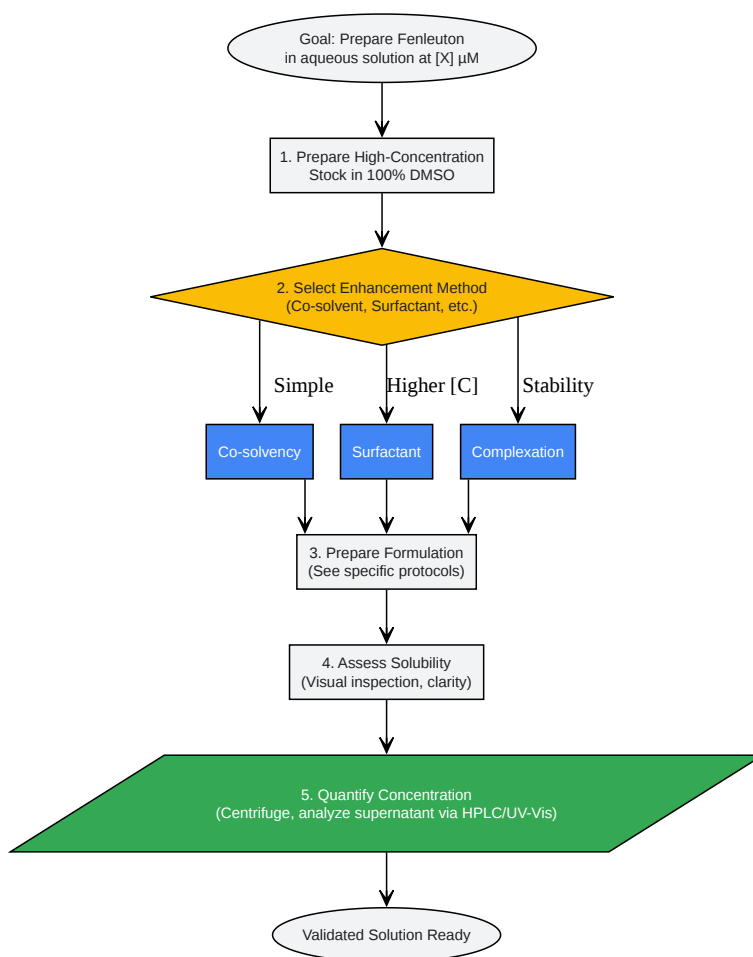 Goal: Prepare Fenleuton
in aqueous solution at [X] µM
1. Prepare High-Concentration
Stock in 100% DMSO
2. Select Enhancement Method
(Co-solvent, Surfactant, etc.)
Simple
Higher [C]
Stability
Co-solvency
Surfactant
Complexation
3. Prepare Formulation
(See specific protocols)
4. Assess Solubility
(Visual inspection, clarity)
5. Quantify Concentration
(Centrifuge, analyze supernatant via HPLC/UV-Vis)
Validated Solution Ready